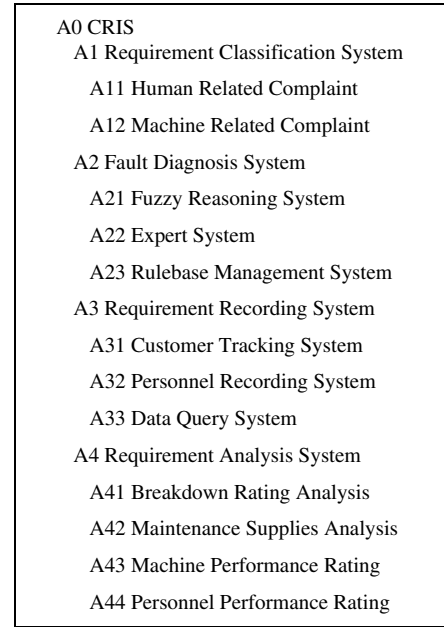 A0 CRIS
A1 Requirement Classification System
A11 Human Related Complaint
A12 Machine Related Complaint
A2 Fault Diagnosis System
A21 Fuzzy Reasoning System
A22 Expert System
A23 Rulebase Management System
A3 Requirement Recording System
A31 Customer Tracking System
A32 Personnel Recording System
A33 Data Query System
A4 Requirement Analysis System
A41 Breakdown Rating Analysis
A42 Maintenance Supplies Analysis
A43 Machine Performance Rating
A44 Personnel Performance Rating